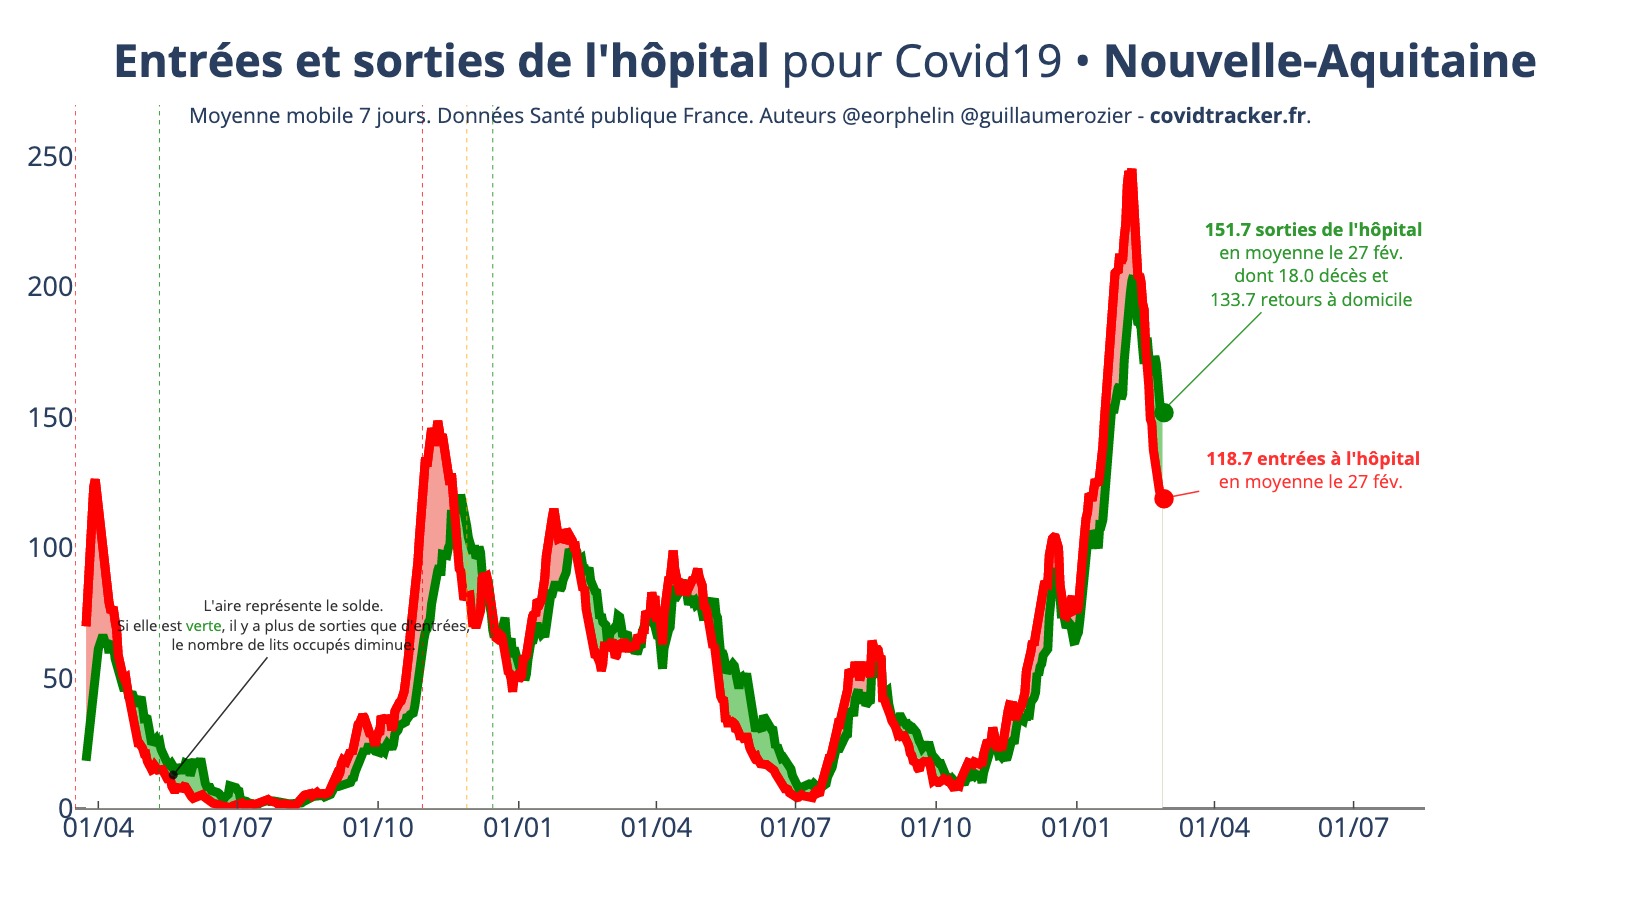 Entrées et sorties de l'hôpital pour Covid19 • Nouvelle-Aquitaine
Moyenne mobile 7 jours. Données Santé publique France. Auteurs @eorphelin @guillaumerozier - covidtracker.fr.
250
200
150
100
50
0
151.7 sorties de l'hôpital
en moyenne le 27 fév.
dont 18.0 décès et
133.7 retours à domicile
118.7 entrées à l'hôpital
en moyenne le 27 fév.
L'aire représente le solde.
Si elle est verte, il y a plus de sorties que d'entrées,
le nombre de lits occupés diminue.
01/04 01/07 01/10 01/01 01/04 01/07 01/10 01/01 01/04 01/07